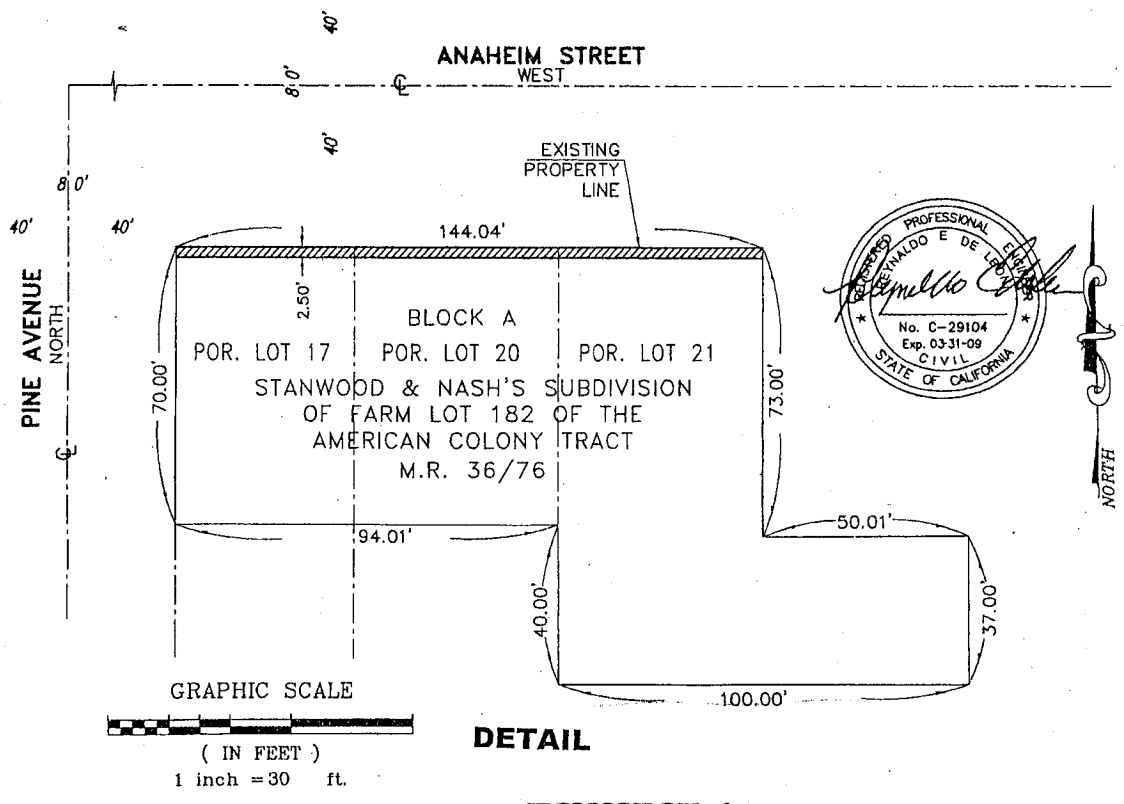 40'
ANAHEIM STREET
WEST
80'
℄
40'
EXISTING
PROPERTY
LINE
80'
40'
40'
144.04'
PINE AVENUE
NORTH
℄
2.50'
70.00'
73.00'
BLOCK A
POR. LOT 17
POR. LOT 20
POR. LOT 21
STANWOOD & NASH'S SUBDIVISION
OF FARM LOT 182 OF THE
AMERICAN COLONY TRACT
M.R. 36/76
REGISTERED PROFESSIONAL ENGINEER
REYNALDO E DE LEON
No. C-29104
Exp. 03-31-09
CIVIL
STATE OF CALIFORNIA
NORTH
94.01'
50.01'
40.00'
37.00'
100.00'
GRAPHIC SCALE
( IN FEET )
1 inch = 30 ft.
DETAIL